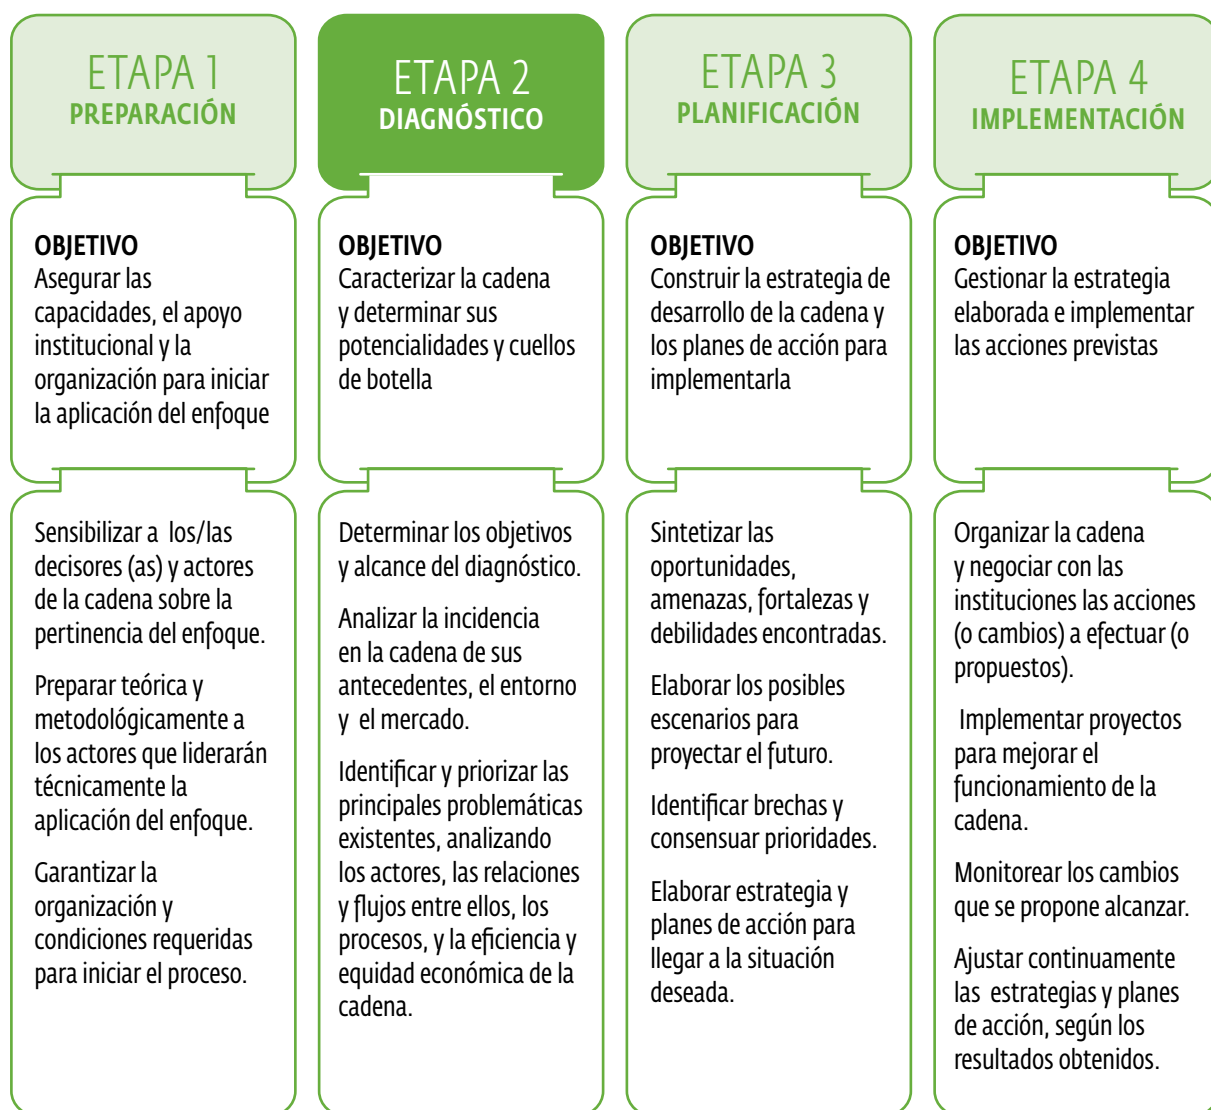 ETAPA 1
PREPARACIÓN
OBJETIVO
Asegurar las
capacidades, el apoyo
institucional y la
organización para iniciar
la aplicación del enfoque
Sensibilizar a los/las
decisores (as) y actores
de la cadena sobre la
pertinencia del enfoque.
Preparar teórica y
metodológicamente a
los actores que liderarán
técnicamente la
aplicación del enfoque.
Garantizar la
organización y
condiciones requeridas
para iniciar el proceso.
ETAPA 2
DIAGNÓSTICO
OBJETIVO
Caracterizar la cadena
y determinar sus
potencialidades y cuellos
de botella
Determinar los objetivos
y alcance del diagnóstico.
Analizar la incidencia
en la cadena de sus
antecedentes, el entorno
y el mercado.
Identificar y priorizar las
principales problemáticas
existentes, analizando
los actores, las relaciones
y flujos entre ellos, los
procesos, y la eficiencia y
equidad económica de la
cadena.
ETAPA 3
PLANIFICACIÓN
OBJETIVO
Construir la estrategia de
desarrollo de la cadena y
los planes de acción para
implementarla
Sintetizar las
oportunidades,
amenazas, fortalezas y
debilidades encontradas.
Elaborar los posibles
escenarios para
proyectar el futuro.
Identificar brechas y
consensuar prioridades.
Elaborar estrategia y
planes de acción para
llegar a la situación
deseada.
ETAPA 4
IMPLEMENTACIÓN
OBJETIVO
Gestionar la estrategia
elaborada e implementar
las acciones previstas
Organizar la cadena
y negociar con las
instituciones las acciones
(o cambios) a efectuar (o
propuestos).
Implementar proyectos
para mejorar el
funcionamiento de la
cadena.
Monitorear los cambios
que se propone alcanzar.
Ajustar continuamente
las estrategias y planes
de acción, según los
resultados obtenidos.